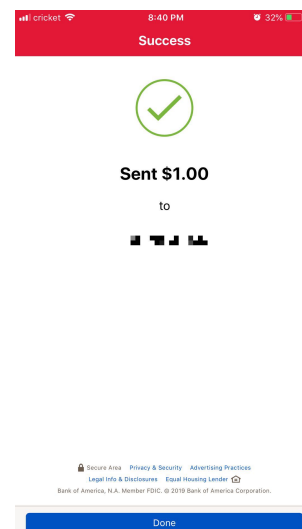 cricket 8:40 PM 32%
Success
Sent $1.00
to
Secure Area Privacy & Security Advertising Practices
Legal Info & Disclosures Equal Housing Lender
Bank of America, N.A. Member FDIC. © 2019 Bank of America Corporation.
Done